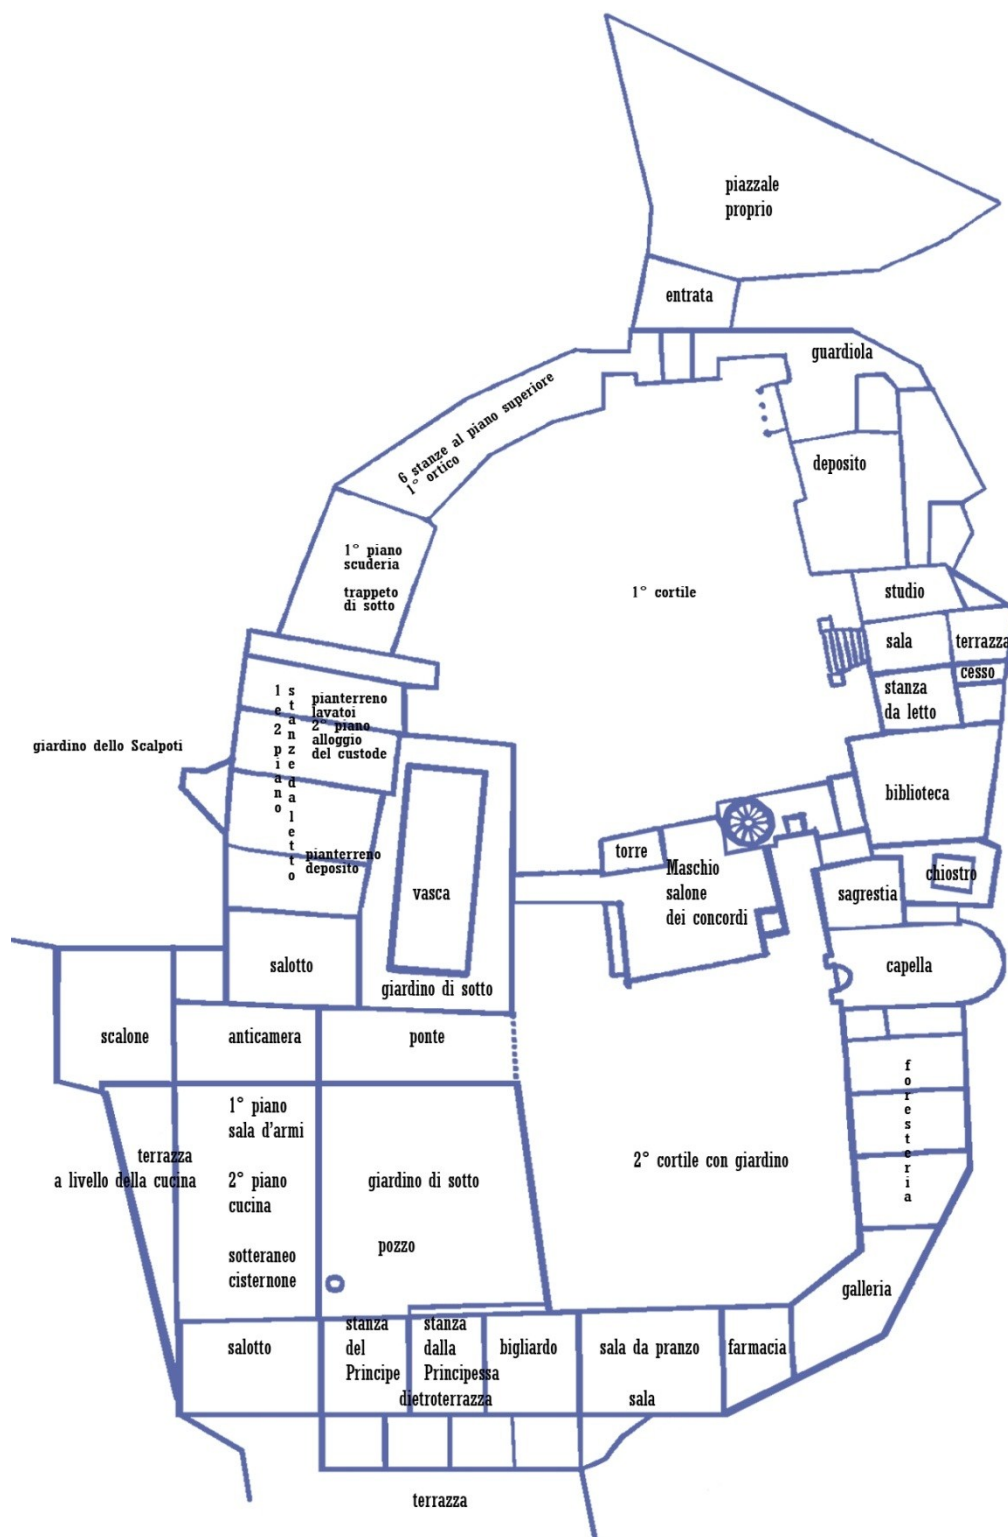 piazzale
proprio
entrata
guardiola
6 stanze al piano superiore
1° ortico
deposito
1° piano
scuderia
trappeto
di sotto
1° cortile
studio
sala
terrazza
cesso
stanza
da letto
1 e 2 piano
stanze da letto
pianterreno
lavatoi
2° piano
alloggio
del custode
giardino dello Scalpoti
biblioteca
torre
Maschio
salone
dei concordi
pianterreno
deposito
vasca
chiostro
sagrestia
salotto
giardino di sotto
capella
scalone
anticamera
ponte
foresteria
1° piano
sala d'armi
terrazza
a livello della cucina
2° piano
cucina
giardino di sotto
2° cortile con giardino
pozzo
sotteraneo
cisternone
galleria
salotto
stanza
del
Principe
stanza
dalla
Principessa
bigliardo
sala da pranzo
farmacia
dietroterrazza
sala
terrazza